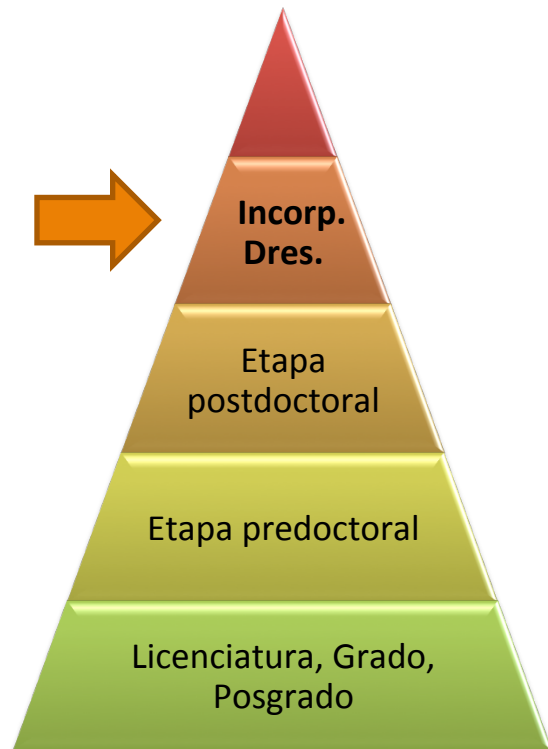 Incorp.
Dres.
Etapa
postdoctoral
Etapa predoctoral
Licenciatura, Grado,
Posgrado